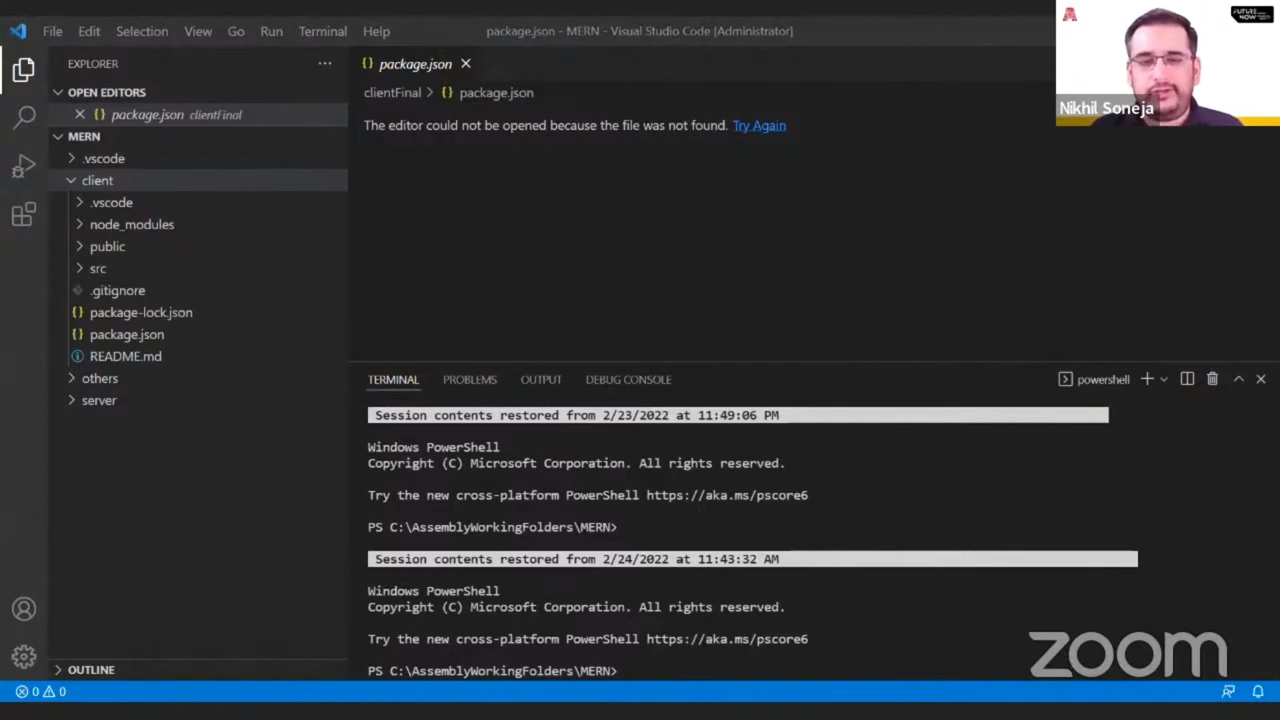 File Edit Selection View Go Run Terminal Help
package.json - MERN - Visual Studio Code [Administrator]
FUTURE
NOW
Nikhil Soneja
EXPLORER
OPEN EDITORS
package.json clientFinal
MERN
.vscode
client
.vscode
node_modules
public
src
.gitignore
package-lock.json
package.json
README.md
others
server
OUTLINE
package.json
clientFinal > {} package.json
The editor could not be opened because the file was not found. Try Again
TERMINAL PROBLEMS OUTPUT DEBUG CONSOLE
powershell
Session contents restored from 2/23/2022 at 11:49:06 PM
Windows PowerShell
Copyright (C) Microsoft Corporation. All rights reserved.
Try the new cross-platform PowerShell https://aka.ms/pscore6
PS C:\AssemblyWorkingFolders\MERN>
Session contents restored from 2/24/2022 at 11:43:32 AM
Windows PowerShell
Copyright (C) Microsoft Corporation. All rights reserved.
Try the new cross-platform PowerShell https://aka.ms/pscore6
PS C:\AssemblyWorkingFolders\MERN>
zoom
0 0